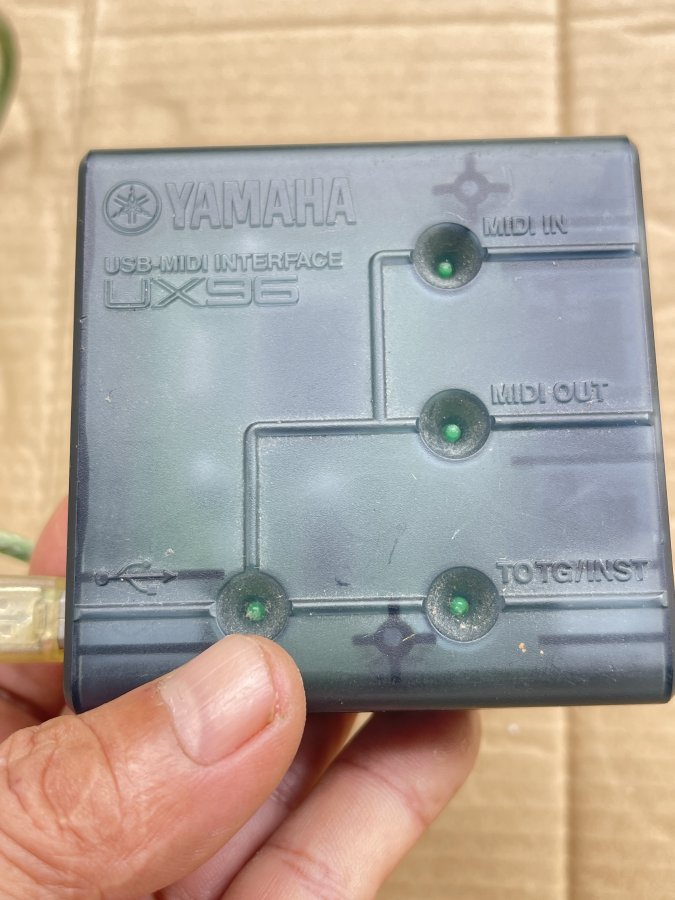 YAMAHA
USB-MIDI INTERFACE
UX96
MIDI IN
MIDI OUT
TO TG/INST